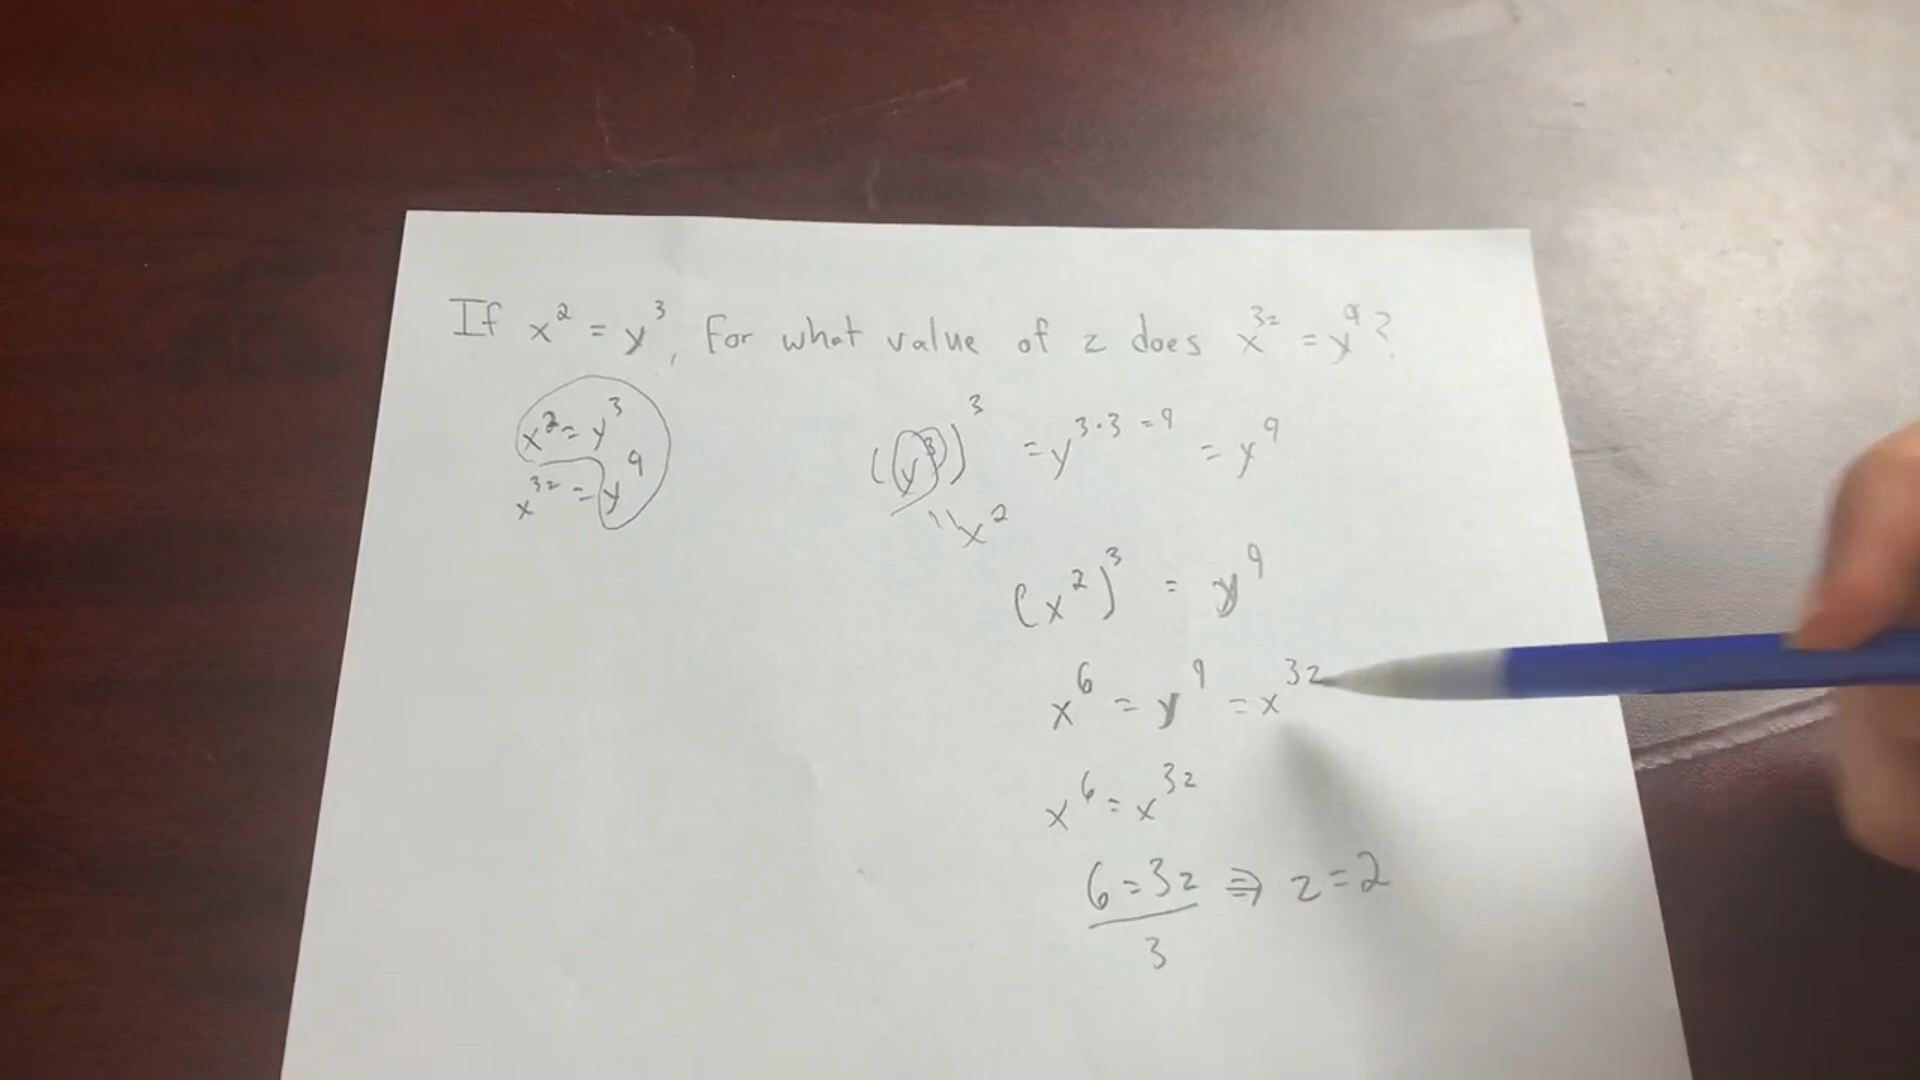 If x² = y³, for what value of z does x³ᶻ = y⁹?
x² = y³
x³ᶻ = y⁹
(y³)³ = y³·³ ⁼ ⁹ = y⁹
= x²
(x²)³ = y⁹
x⁶ = y⁹ = x³ᶻ
x⁶ = x³ᶻ
6 = 3z ⇒ z = 2
3